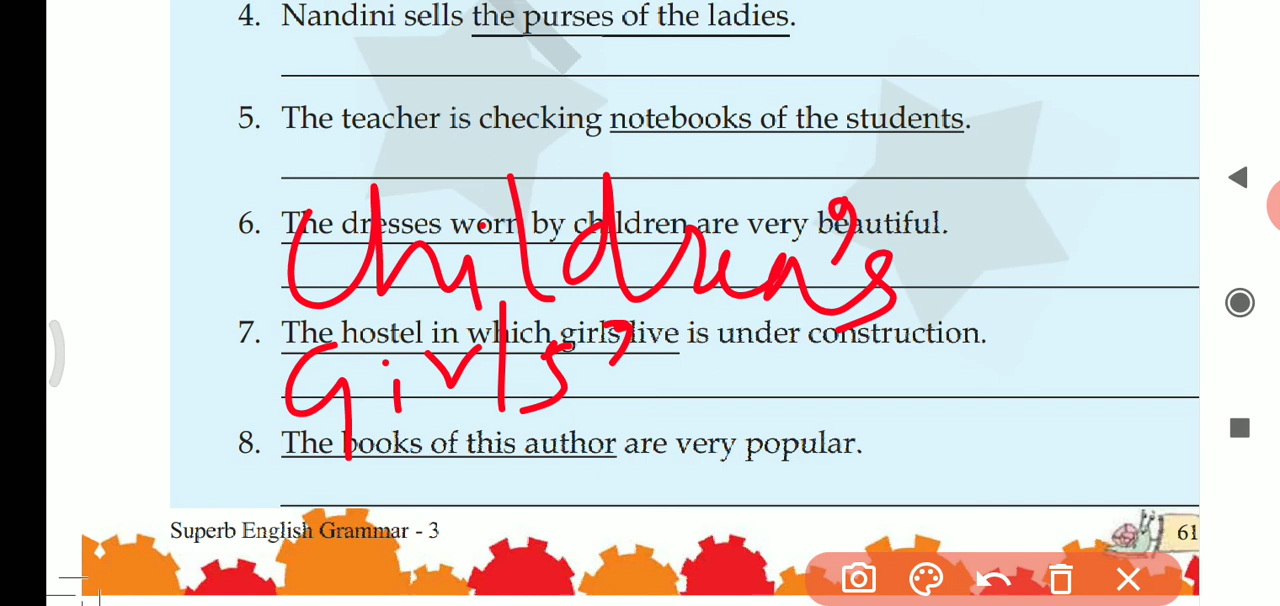 4. Nandini sells the purses of the ladies.
5. The teacher is checking notebooks of the students.
6. The dresses worn by children are very beautiful.
Children's
7. The hostel in which girls live is under construction.
girls'
8. The books of this author are very popular.
Superb English Grammar - 3
61